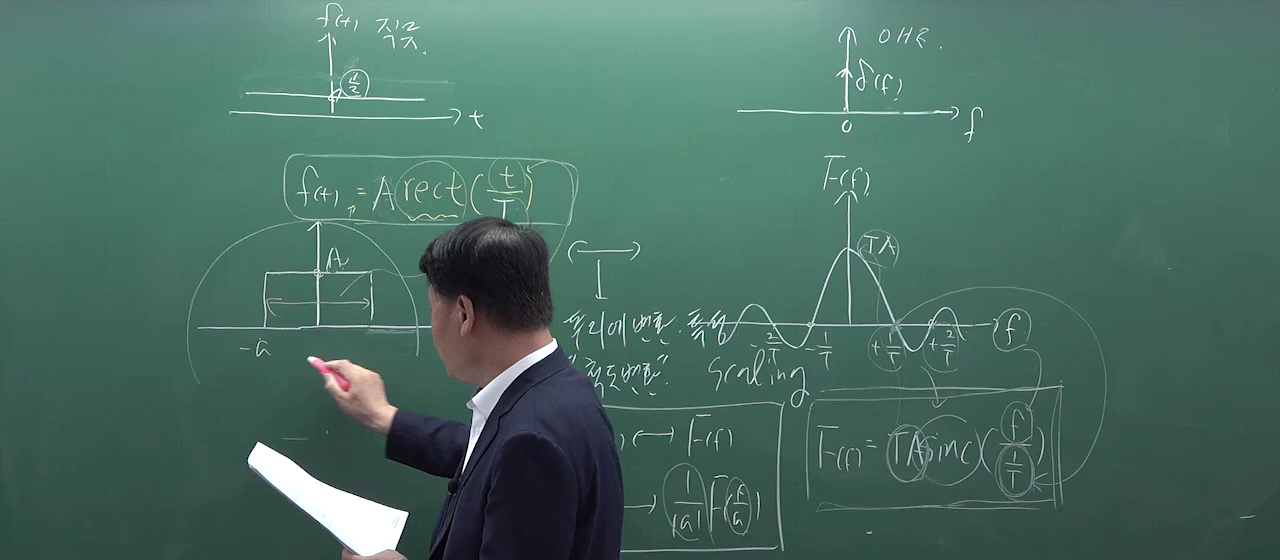 f(t) 직류
1/2
t
f(t) = A rect(t/T)
A
-a
푸리에 변환. 특성
"척도변환". Scaling
↔ F(f)
→ 1/|a| F(f/a)
δ(f)
0
f
F(f)
TA
-2/T -1/T +1/T +2/T f
F(f) = TA sinc(f/(1/T))